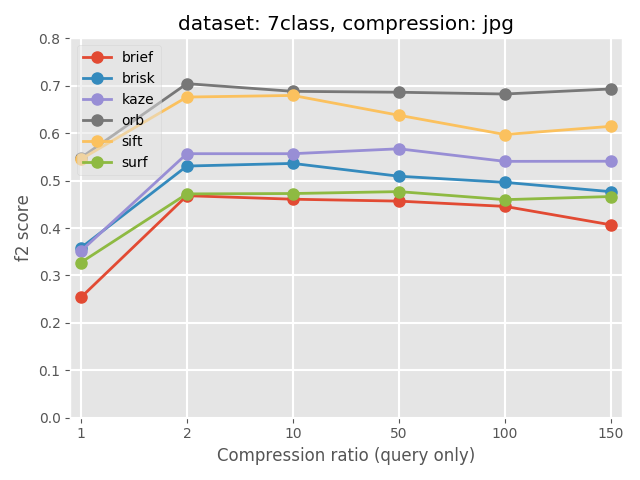 dataset: 7class, compression: jpg
brief
brisk
kaze
orb
sift
surf
f2 score
0.8
0.7
0.6
0.5
0.4
0.3
0.2
0.1
0.0
1 2 10 50 100 150
Compression ratio (query only)